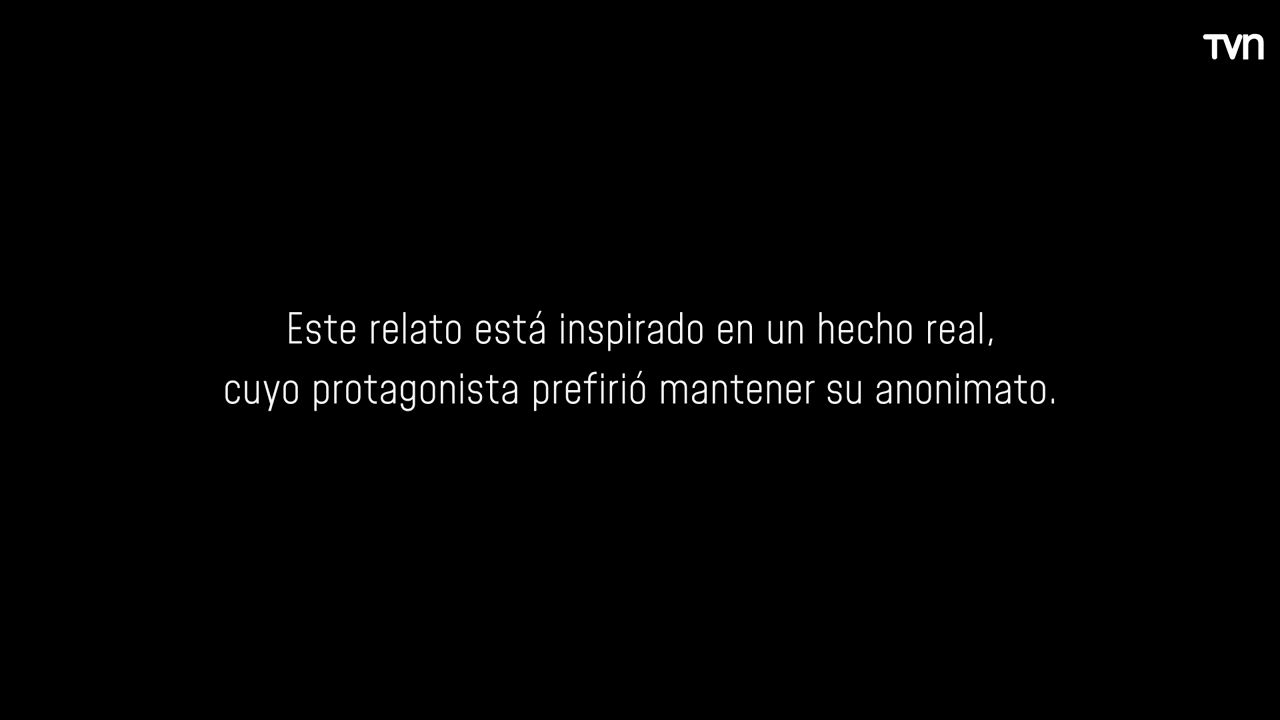 TVN
Este relato está inspirado en un hecho real,
cuyo protagonista prefirió mantener su anonimato.